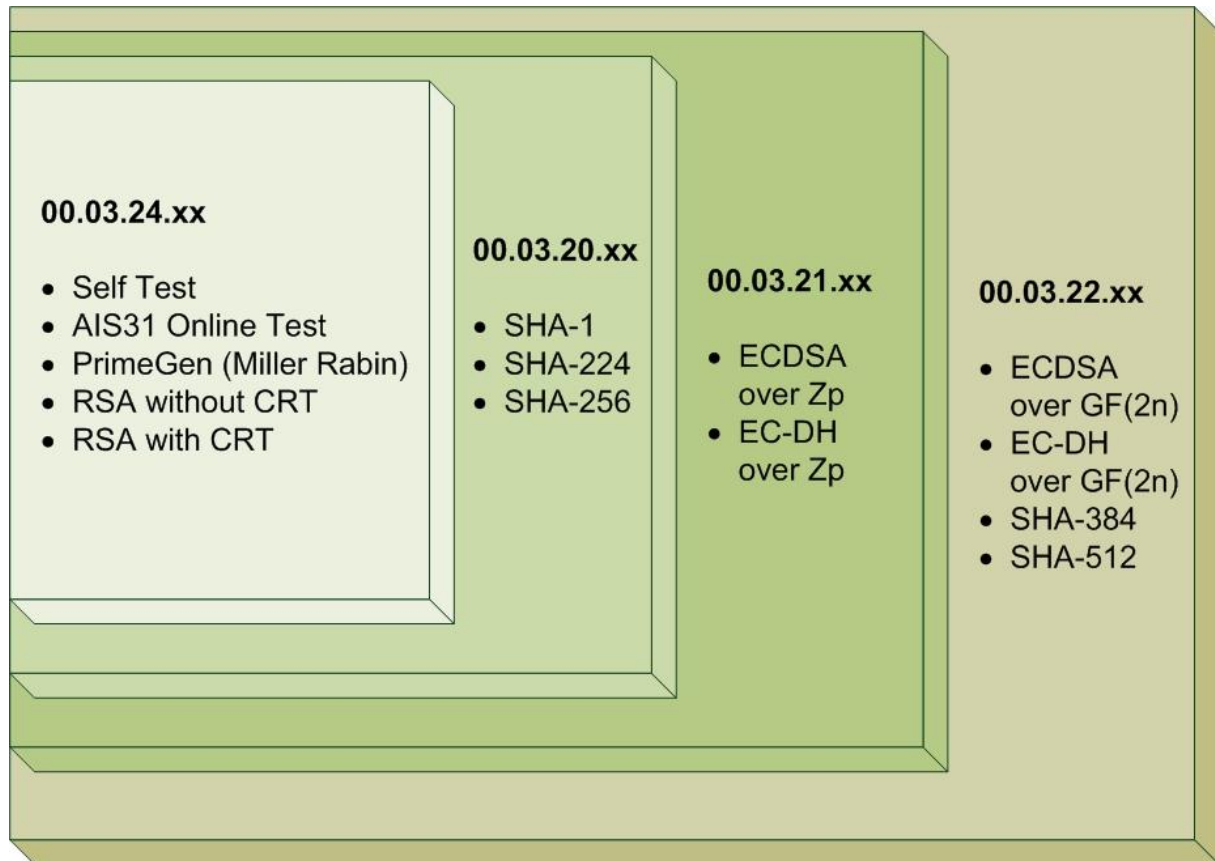 00.03.24.xx
• Self Test
• AIS31 Online Test
• PrimeGen (Miller Rabin)
• RSA without CRT
• RSA with CRT
00.03.20.xx
• SHA-1
• SHA-224
• SHA-256
00.03.21.xx
• ECDSA
over Zp
• EC-DH
over Zp
00.03.22.xx
• ECDSA
over GF(2n)
• EC-DH
over GF(2n)
• SHA-384
• SHA-512